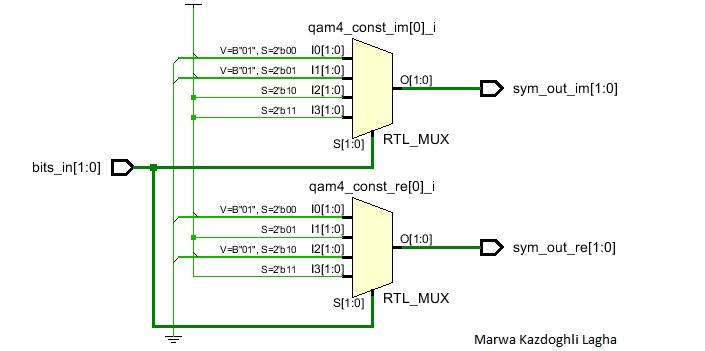 qam4_const_im[0]_i
V=B"01", S=2'b00 I0[1:0]
V=B"01", S=2'b01 I1[1:0]
S=2'b10 I2[1:0]
S=2'b11 I3[1:0]
O[1:0]
sym_out_im[1:0]
S[1:0]
RTL_MUX
bits_in[1:0]
qam4_const_re[0]_i
V=B"01", S=2'b00 I0[1:0]
S=2'b01 I1[1:0]
V=B"01", S=2'b10 I2[1:0]
S=2'b11 I3[1:0]
O[1:0]
sym_out_re[1:0]
S[1:0]
RTL_MUX
Marwa Kazdoghli Lagha